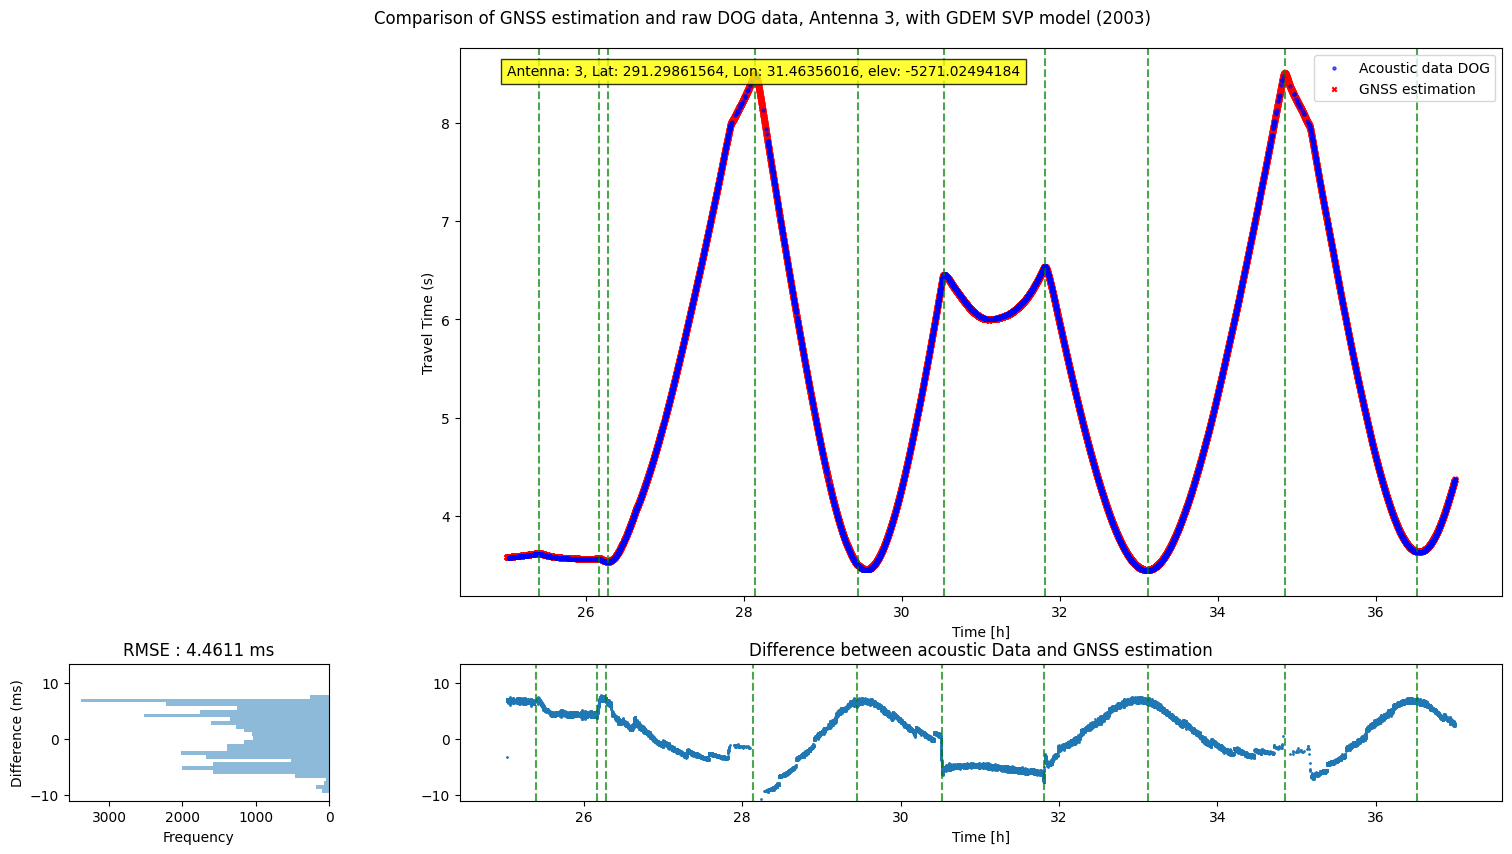 Comparison of GNSS estimation and raw DOG data, Antenna 3, with GDEM SVP model (2003)
Antenna: 3, Lat: 291.29861564, Lon: 31.46356016, elev: -5271.02494184
Acoustic data DOG
GNSS estimation
Travel Time (s)
8
7
6
5
4
26 28 30 32 34 36
Time [h]
RMSE : 4.4611 ms
Difference (ms)
10
0
−10
3000 2000 1000 0
Frequency
Difference between acoustic Data and GNSS estimation
10
0
−10
26 28 30 32 34 36
Time [h]